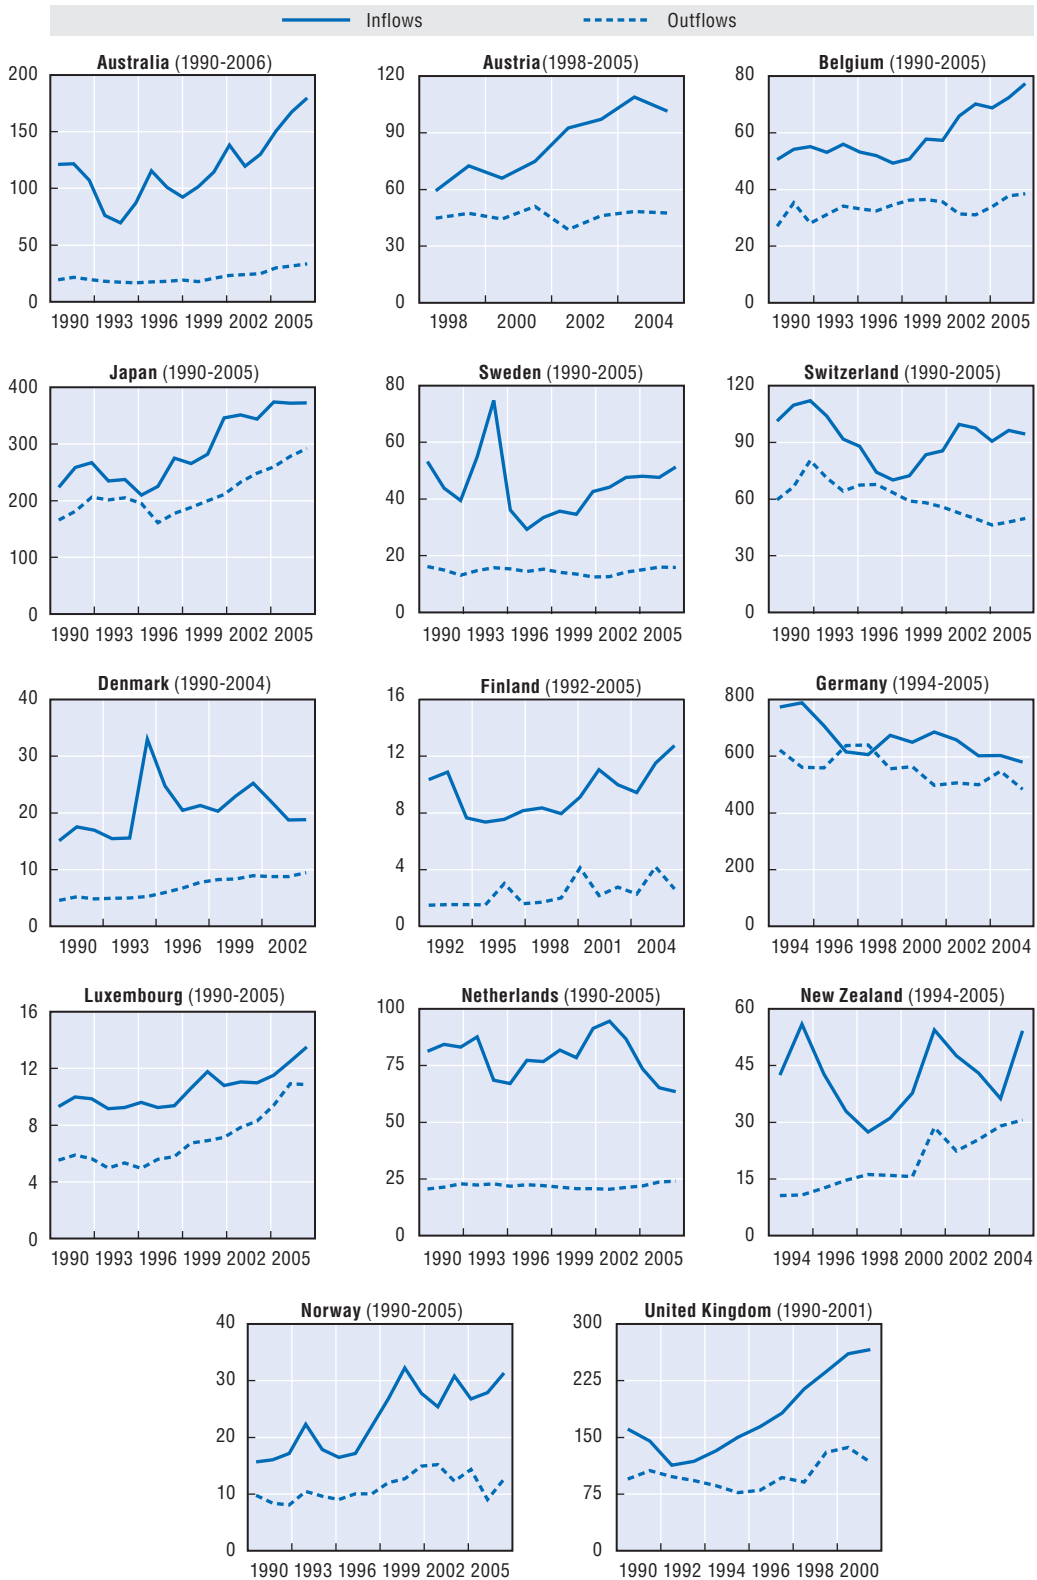 Inflows Outflows
Australia (1990-2006) Austria(1998-2005) Belgium (1990-2005)
200 120 80
150 90 60
100 60 40
50 30 20
0 0 0
1990 1993 1996 1999 2002 2005 1998 2000 2002 2004 1990 1993 1996 1999 2002 2005
Japan (1990-2005) Sweden (1990-2005) Switzerland (1990-2005)
400 80 120
300 60 90
200 40 60
100 20 30
0 0 0
1990 1993 1996 1999 2002 2005 1990 1993 1996 1999 2002 2005 1990 1993 1996 1999 2002 2005
Denmark (1990-2004) Finland (1992-2005) Germany (1994-2005)
40 16 800
30 12 600
20 8 400
10 4 200
0 0 0
1990 1993 1996 1999 2002 1992 1995 1998 2001 2004 1994 1996 1998 2000 2002 2004
Luxembourg (1990-2005) Netherlands (1990-2005) New Zealand (1994-2005)
16 100 60
12 75 45
8 50 30
4 25 15
0 0 0
1990 1993 1996 1999 2002 2005 1990 1993 1996 1999 2002 2005 1994 1996 1998 2000 2002 2004
Norway (1990-2005) United Kingdom (1990-2001)
40 300
30 225
20 150
10 75
0 0
1990 1993 1996 1999 2002 2005 1990 1992 1994 1996 1998 2000